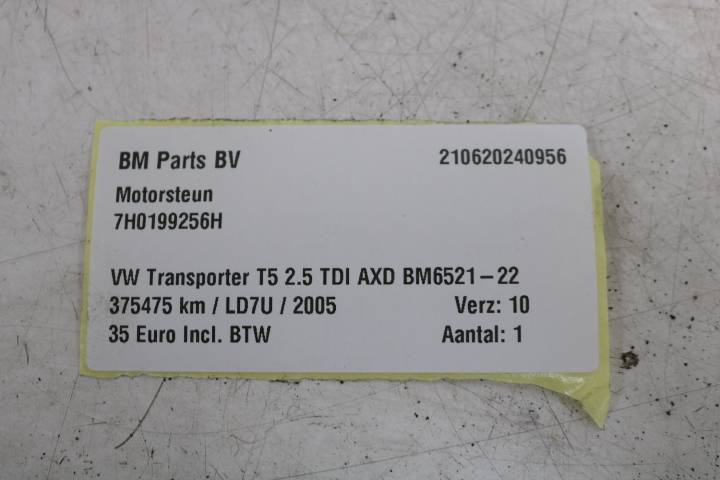 BM Parts BV 210620240956
Motorsteun
7H0199256H
VW Transporter T5 2.5 TDI AXD BM6521-22
375475 km / LD7U / 2005 Verz: 10
35 Euro Incl. BTW Aantal: 1